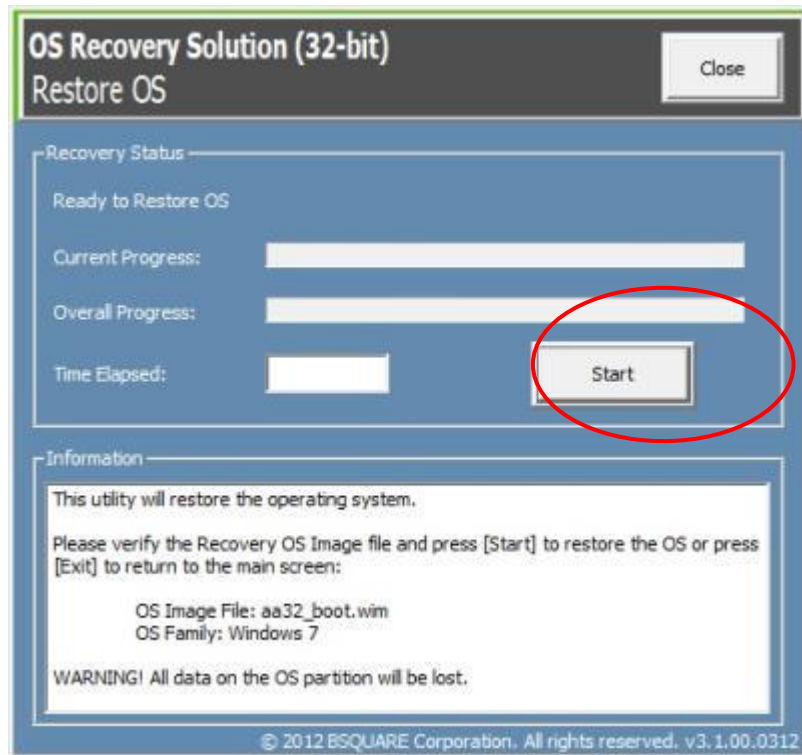 OS Recovery Solution (32-bit)
Restore OS
Close
Recovery Status
Ready to Restore OS
Current Progress:
Overall Progress:
Time Elapsed:
Start
Information
This utility will restore the operating system.
Please verify the Recovery OS Image file and press [Start] to restore the OS or press
[Exit] to return to the main screen:
OS Image File: aa32_boot.wim
OS Family: Windows 7
WARNING! All data on the OS partition will be lost.
© 2012 BSQUARE Corporation. All rights reserved. v3.1.00.0312